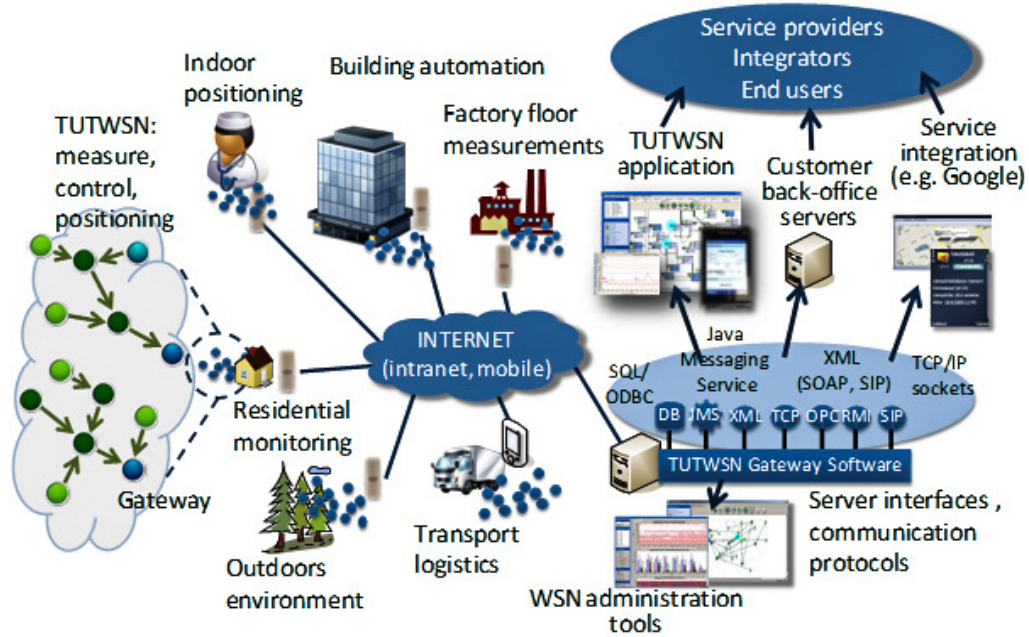 Indoor
positioning
Building automation
Service providers
Integrators
End users
TUTWSN:
measure,
control,
positioning
Factory floor
measurements
TUTWSN
application
Customer
back-office
servers
Service
integration
(e.g. Google)
INTERNET
(intranet, mobile)
SQL/
ODBC
Java
Messaging
Service
XML
(SOAP, SIP)
TCP/IP
sockets
DB JMS XML TCP OPC RMI SIP
TUTWSN Gateway Software
Residential
monitoring
Gateway
Outdoors
environment
Transport
logistics
Server interfaces ,
communication
protocols
WSN administration
tools